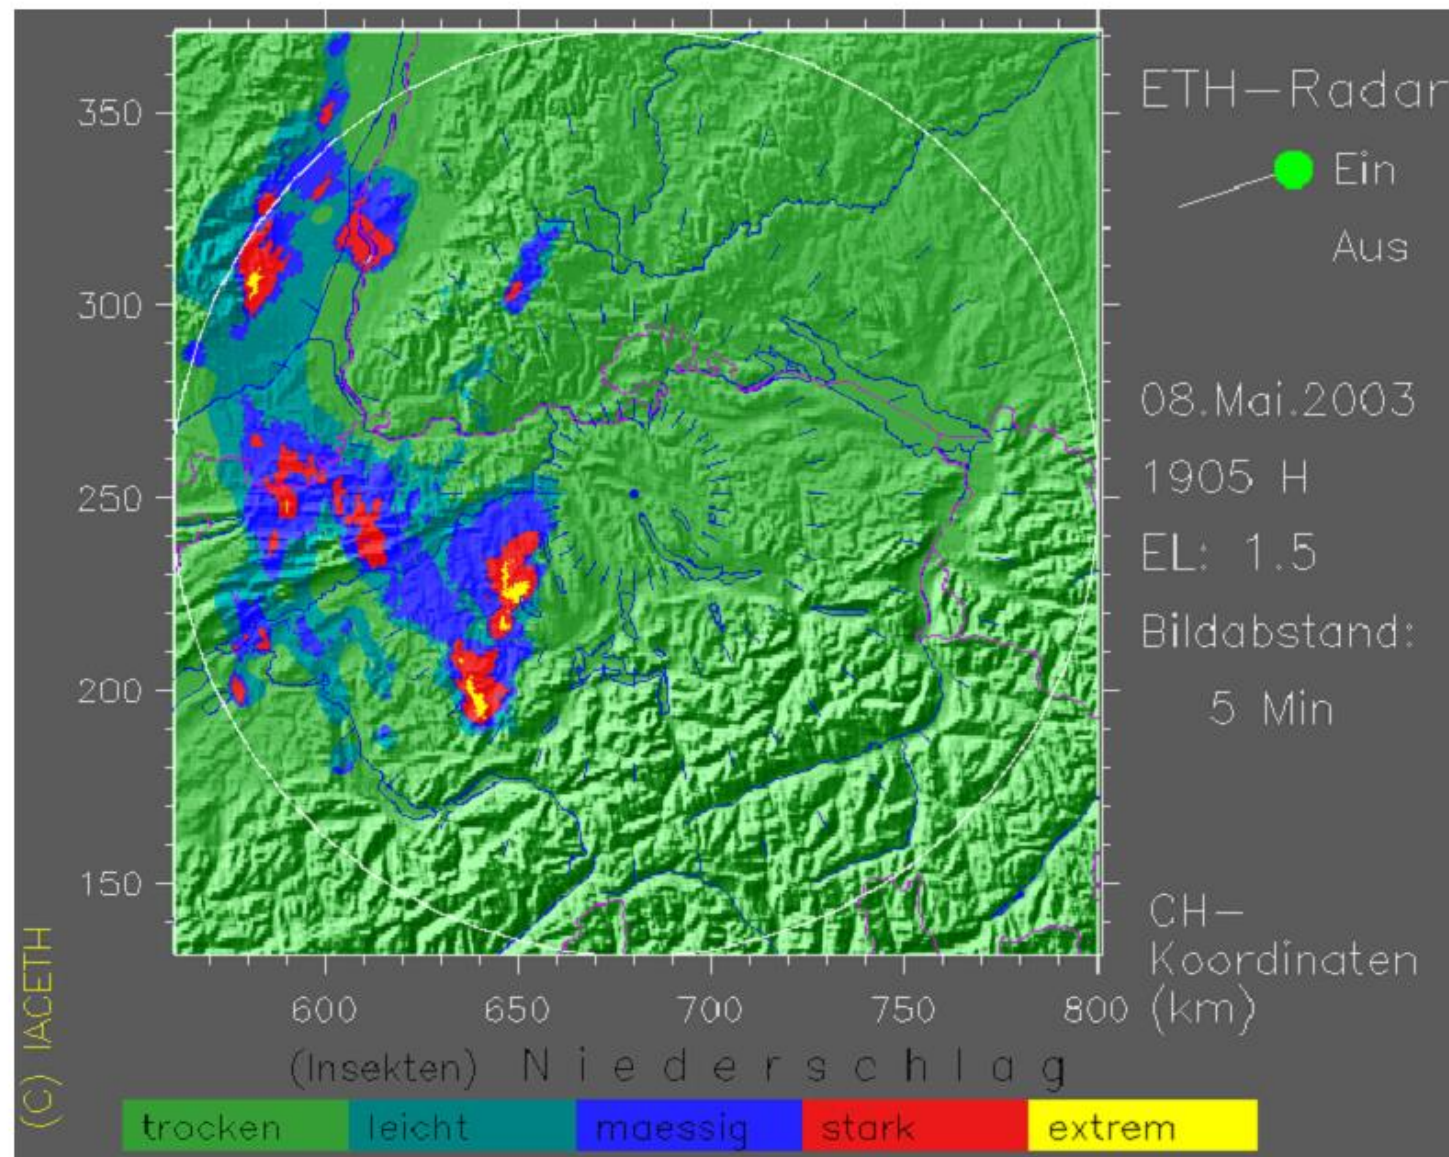 ETH-Radar
Ein
Aus
08.Mai.2003
1905 H
EL: 1.5
Bildabstand:
5 Min
CH-
Koordinaten
(km)
350
300
250
200
150
600 650 700 750 800
(C) IACETH
(Insekten) Niederschlag
trocken leicht maessig stark extrem